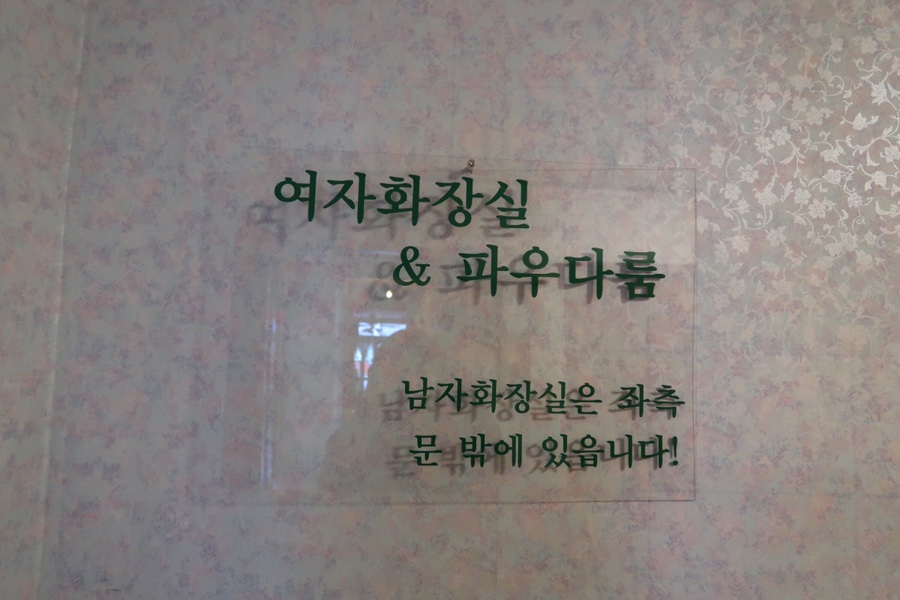 여자화장실
& 파우다룸
남자화장실은 좌측
문 밖에 있읍니다!